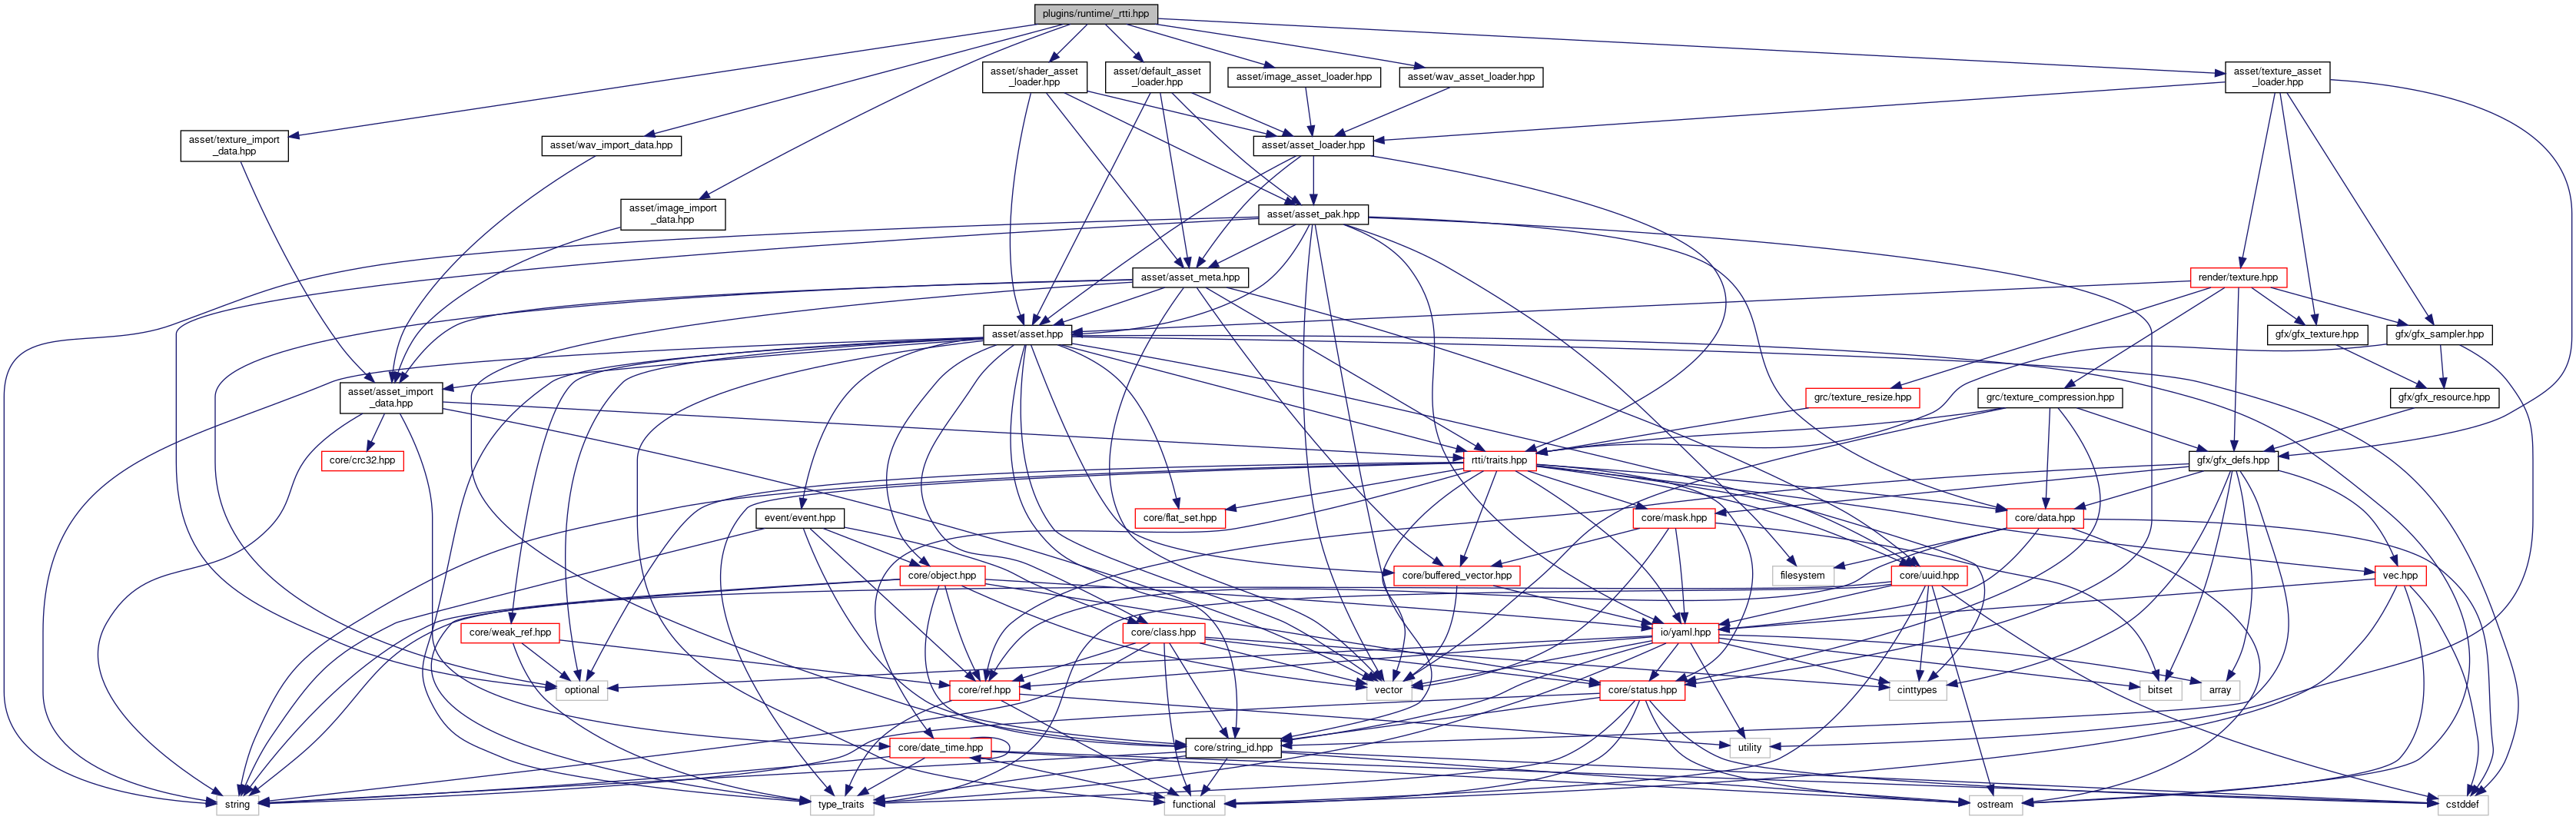 plugins/runtime/_rtti.hpp
asset/shader_asset
_loader.hpp
asset/default_asset
_loader.hpp
asset/image_asset_loader.hpp
asset/wav_asset_loader.hpp
asset/texture_asset
_loader.hpp
asset/texture_import
_data.hpp
asset/wav_import_data.hpp
asset/asset_loader.hpp
asset/image_import
_data.hpp
asset/asset_pak.hpp
asset/asset_meta.hpp
render/texture.hpp
asset/asset.hpp
gfx/gfx_texture.hpp
gfx/gfx_sampler.hpp
asset/asset_import
_data.hpp
grc/texture_resize.hpp
grc/texture_compression.hpp
gfx/gfx_resource.hpp
core/crc32.hpp
rtti/traits.hpp
gfx/gfx_defs.hpp
event/event.hpp
core/flat_set.hpp
core/mask.hpp
core/data.hpp
core/object.hpp
core/buffered_vector.hpp
filesystem
core/uuid.hpp
vec.hpp
core/weak_ref.hpp
core/class.hpp
io/yaml.hpp
optional
core/ref.hpp
vector
core/status.hpp
cinttypes
bitset
array
core/date_time.hpp
core/string_id.hpp
utility
string
type_traits
functional
ostream
cstddef